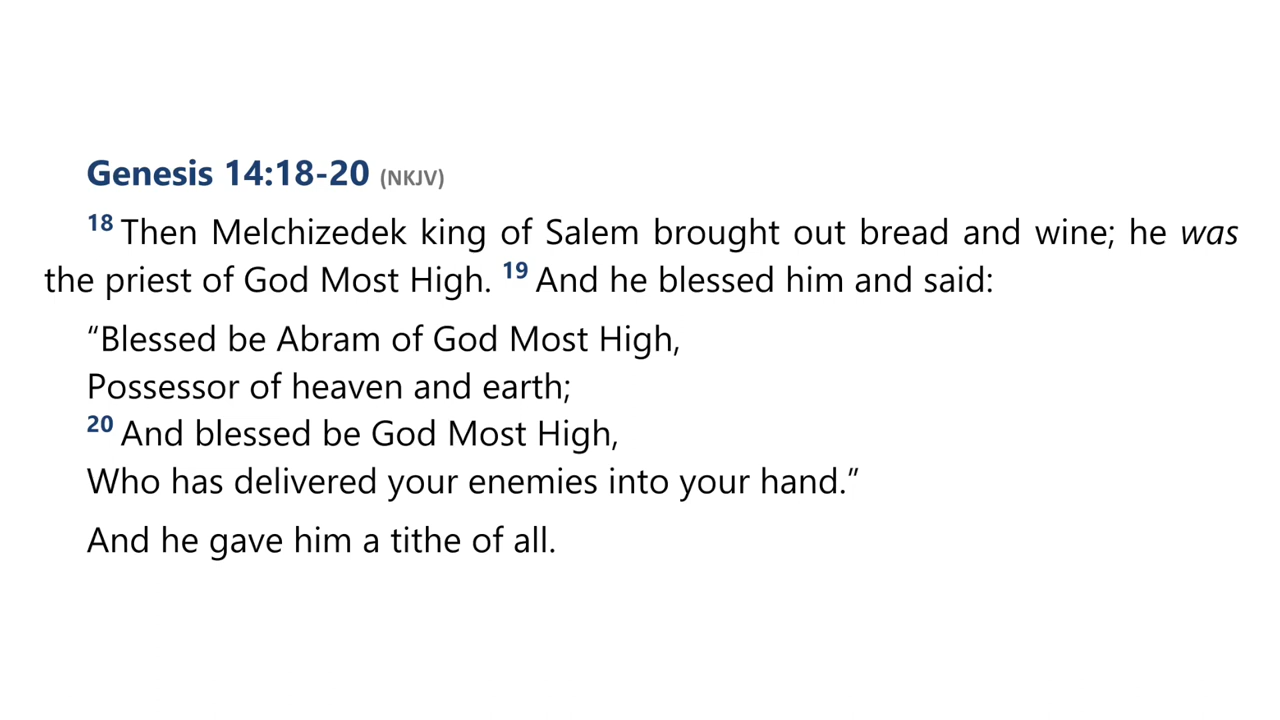 Genesis 14:18-20 (NKJV)
18 Then Melchizedek king of Salem brought out bread and wine; he was
the priest of God Most High. 19 And he blessed him and said:
“Blessed be Abram of God Most High,
Possessor of heaven and earth;
20 And blessed be God Most High,
Who has delivered your enemies into your hand.”
And he gave him a tithe of all.